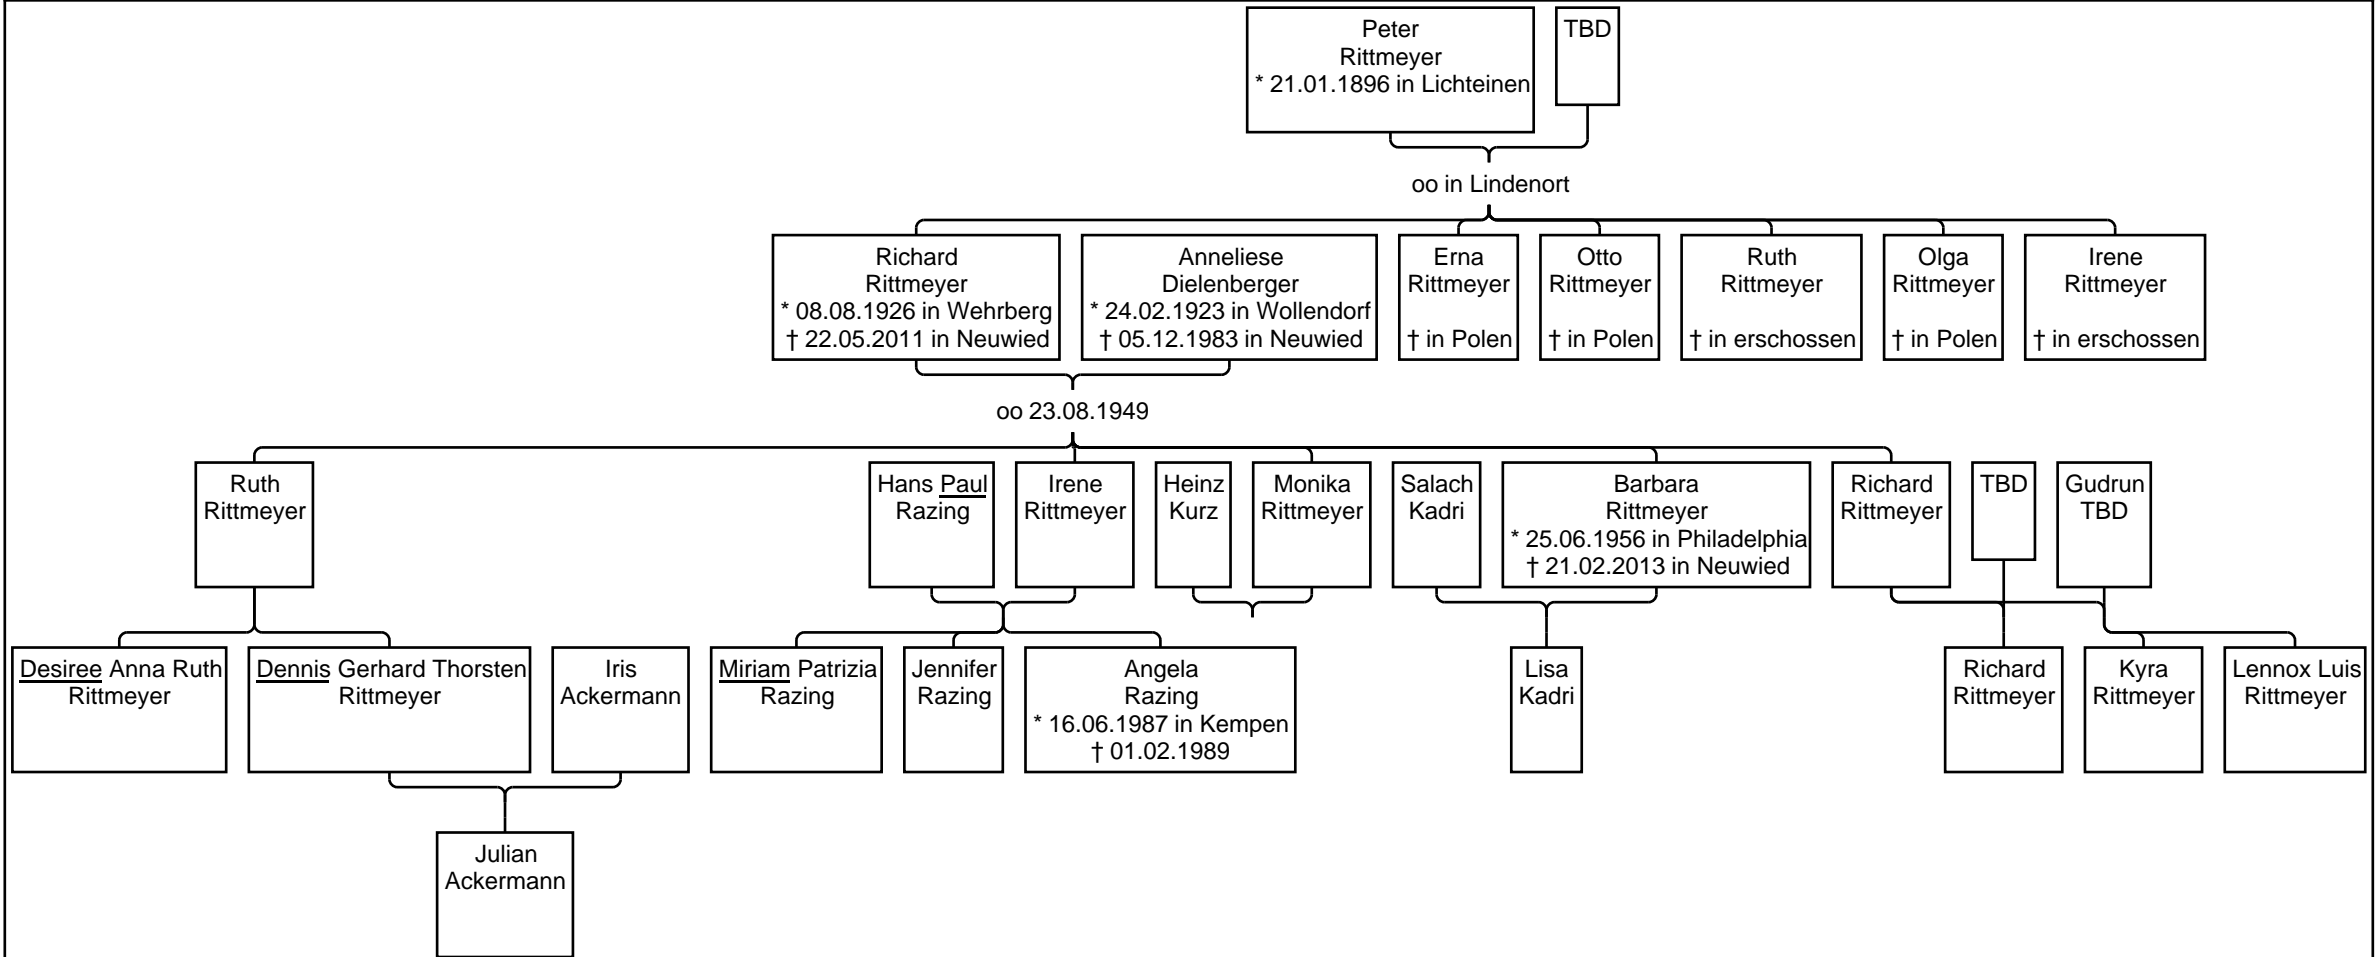 Peter
Rittmeyer
* 21.01.1896 in Lichteinen
TBD
oo in Lindenort
Richard
Rittmeyer
* 08.08.1926 in Wehrberg
† 22.05.2011 in Neuwied
Anneliese
Dielenberger
* 24.02.1923 in Wollendorf
† 05.12.1983 in Neuwied
Erna
Rittmeyer
† in Polen
Otto
Rittmeyer
† in Polen
Ruth
Rittmeyer
† in erschossen
Olga
Rittmeyer
† in Polen
Irene
Rittmeyer
† in erschossen
oo 23.08.1949
Ruth
Rittmeyer
Hans Paul
Razing
Irene
Rittmeyer
Heinz
Kurz
Monika
Rittmeyer
Salach
Kadri
Barbara
Rittmeyer
* 25.06.1956 in Philadelphia
† 21.02.2013 in Neuwied
Richard
Rittmeyer
TBD
Gudrun
TBD
Desiree Anna Ruth
Rittmeyer
Dennis Gerhard Thorsten
Rittmeyer
Iris
Ackermann
Miriam Patrizia
Razing
Jennifer
Razing
Angela
Razing
* 16.06.1987 in Kempen
† 01.02.1989
Lisa
Kadri
Richard
Rittmeyer
Kyra
Rittmeyer
Lennox Luis
Rittmeyer
Julian
Ackermann